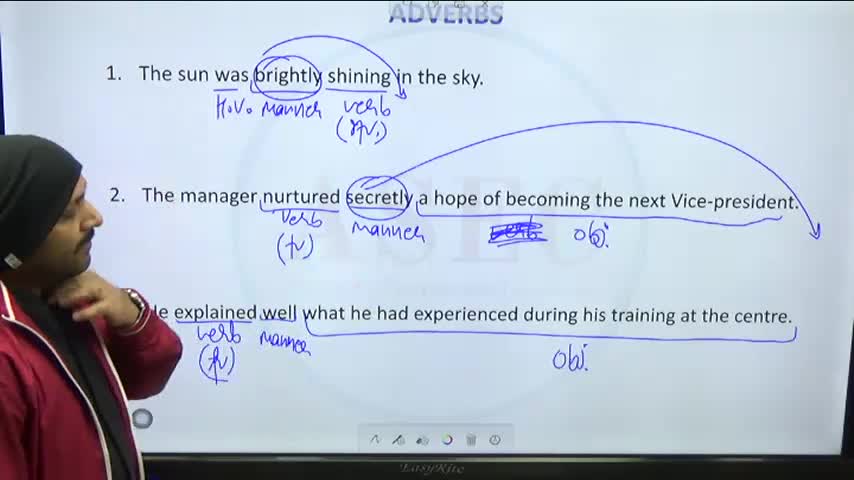 ADVERBS
1. The sun was brightly shining in the sky.
H.V. manner verb
2. The manager nurtured secretly a hope of becoming the next Vice-president.
verb manner verb obj.
explained well what he had experienced during his training at the centre.
verb manner obj.
ASEC
EasyRite